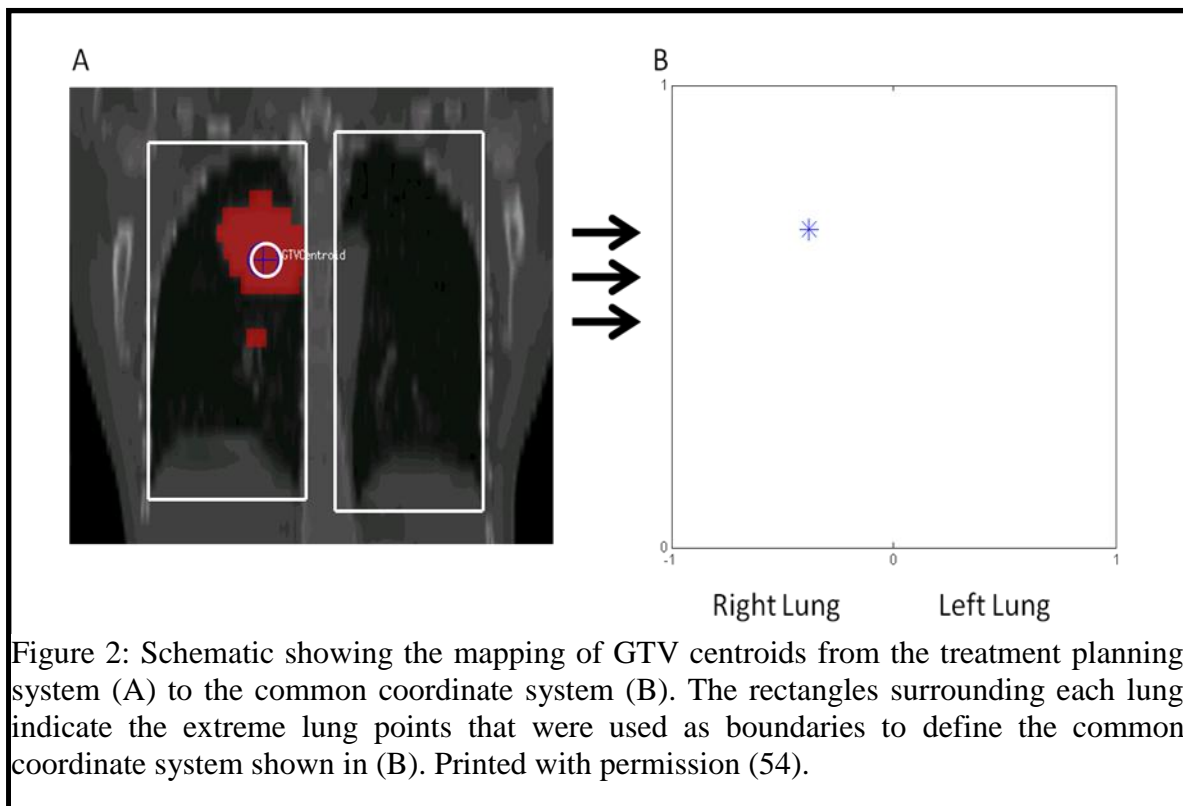 A
B
GTVCentroid
1
0
-1
0
1
Right Lung
Left Lung
Figure 2: Schematic showing the mapping of GTV centroids from the treatment planning
system (A) to the common coordinate system (B). The rectangles surrounding each lung
indicate the extreme lung points that were used as boundaries to define the common
coordinate system shown in (B). Printed with permission (54).